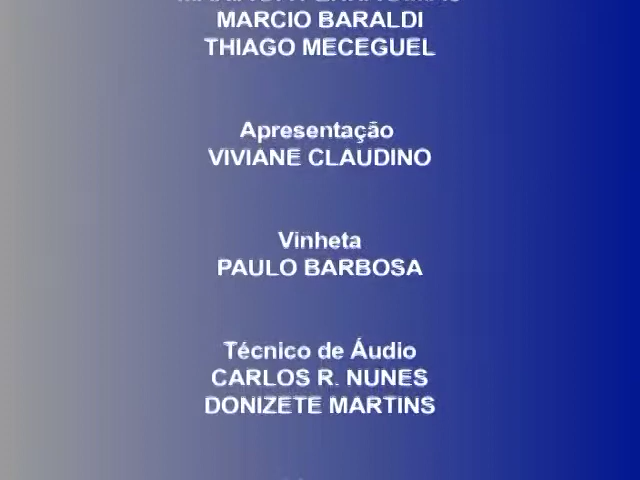 MARCIO BARALDI
THIAGO MECEGUEL
Apresentação
VIVIANE CLAUDINO
Vinheta
PAULO BARBOSA
Técnico de Áudio
CARLOS R. NUNES
DONIZETE MARTINS